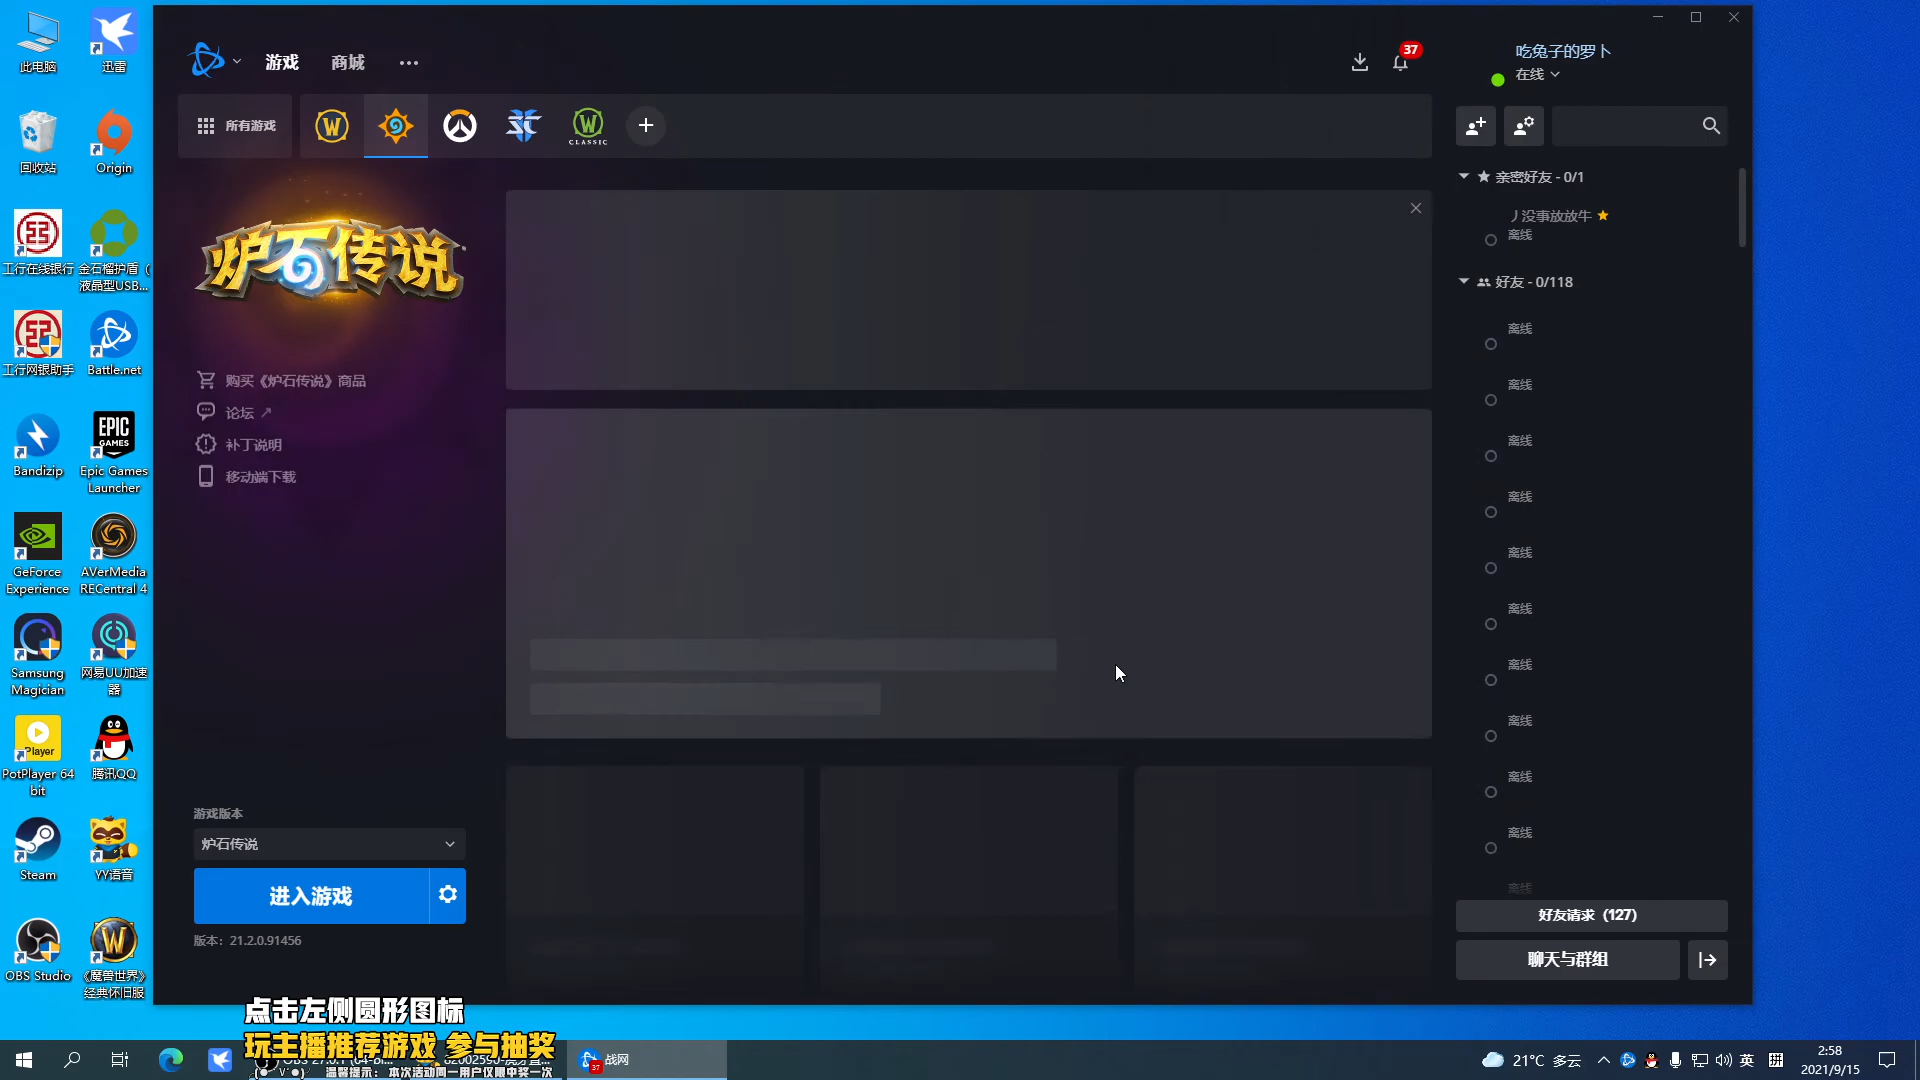 此电脑
迅雷
回收站
Origin
工行在线银行
金石榴护盾（
液晶型USB...
工行网银助手
Battle.net
Bandizip
EPIC
GAMES
Epic Games
Launcher
GeForce
Experience
AVerMedia
RECentral 4
Samsung
Magician
网易UU加速
器
Player
PotPlayer 64
bit
腾讯QQ
Steam
YY语音
OBS Studio
《魔兽世界》
经典怀旧服
游戏
商城
37
吃兔子的罗卜
在线
所有游戏
CLASSIC
亲密好友 - 0/1
丿没事放放牛
离线
好友 - 0/118
离线
离线
离线
离线
离线
离线
离线
离线
离线
离线
离线
炉石传说
购买《炉石传说》商品
论坛
补丁说明
移动端下载
游戏版本
炉石传说
进入游戏
版本：21.2.0.91456
好友请求（127）
聊天与群组
点击左侧圆形图标
玩主播推荐游戏 参与抽奖
温馨提示：本次活动同一用户仅限中奖一次
37
战网
21°C 多云
英
拼
2:58
2021/9/15